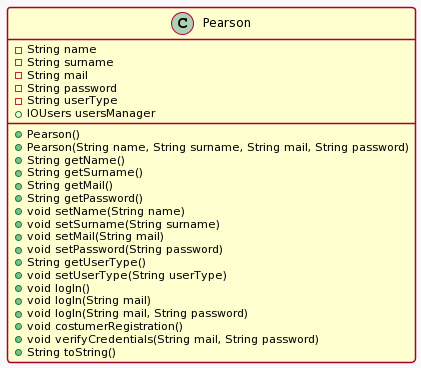 C Pearson
String name
String surname
String mail
String password
String userType
IOUsers usersManager
Pearson()
Pearson(String name, String surname, String mail, String password)
String getName()
String getSurname()
String getMail()
String getPassword()
void setName(String name)
void setSurname(String surname)
void setMail(String mail)
void setPassword(String password)
String getUserType()
void setUserType(String userType)
void logIn()
void logIn(String mail)
void logIn(String mail, String password)
void costumerRegistration()
void verifyCredentials(String mail, String password)
String toString()